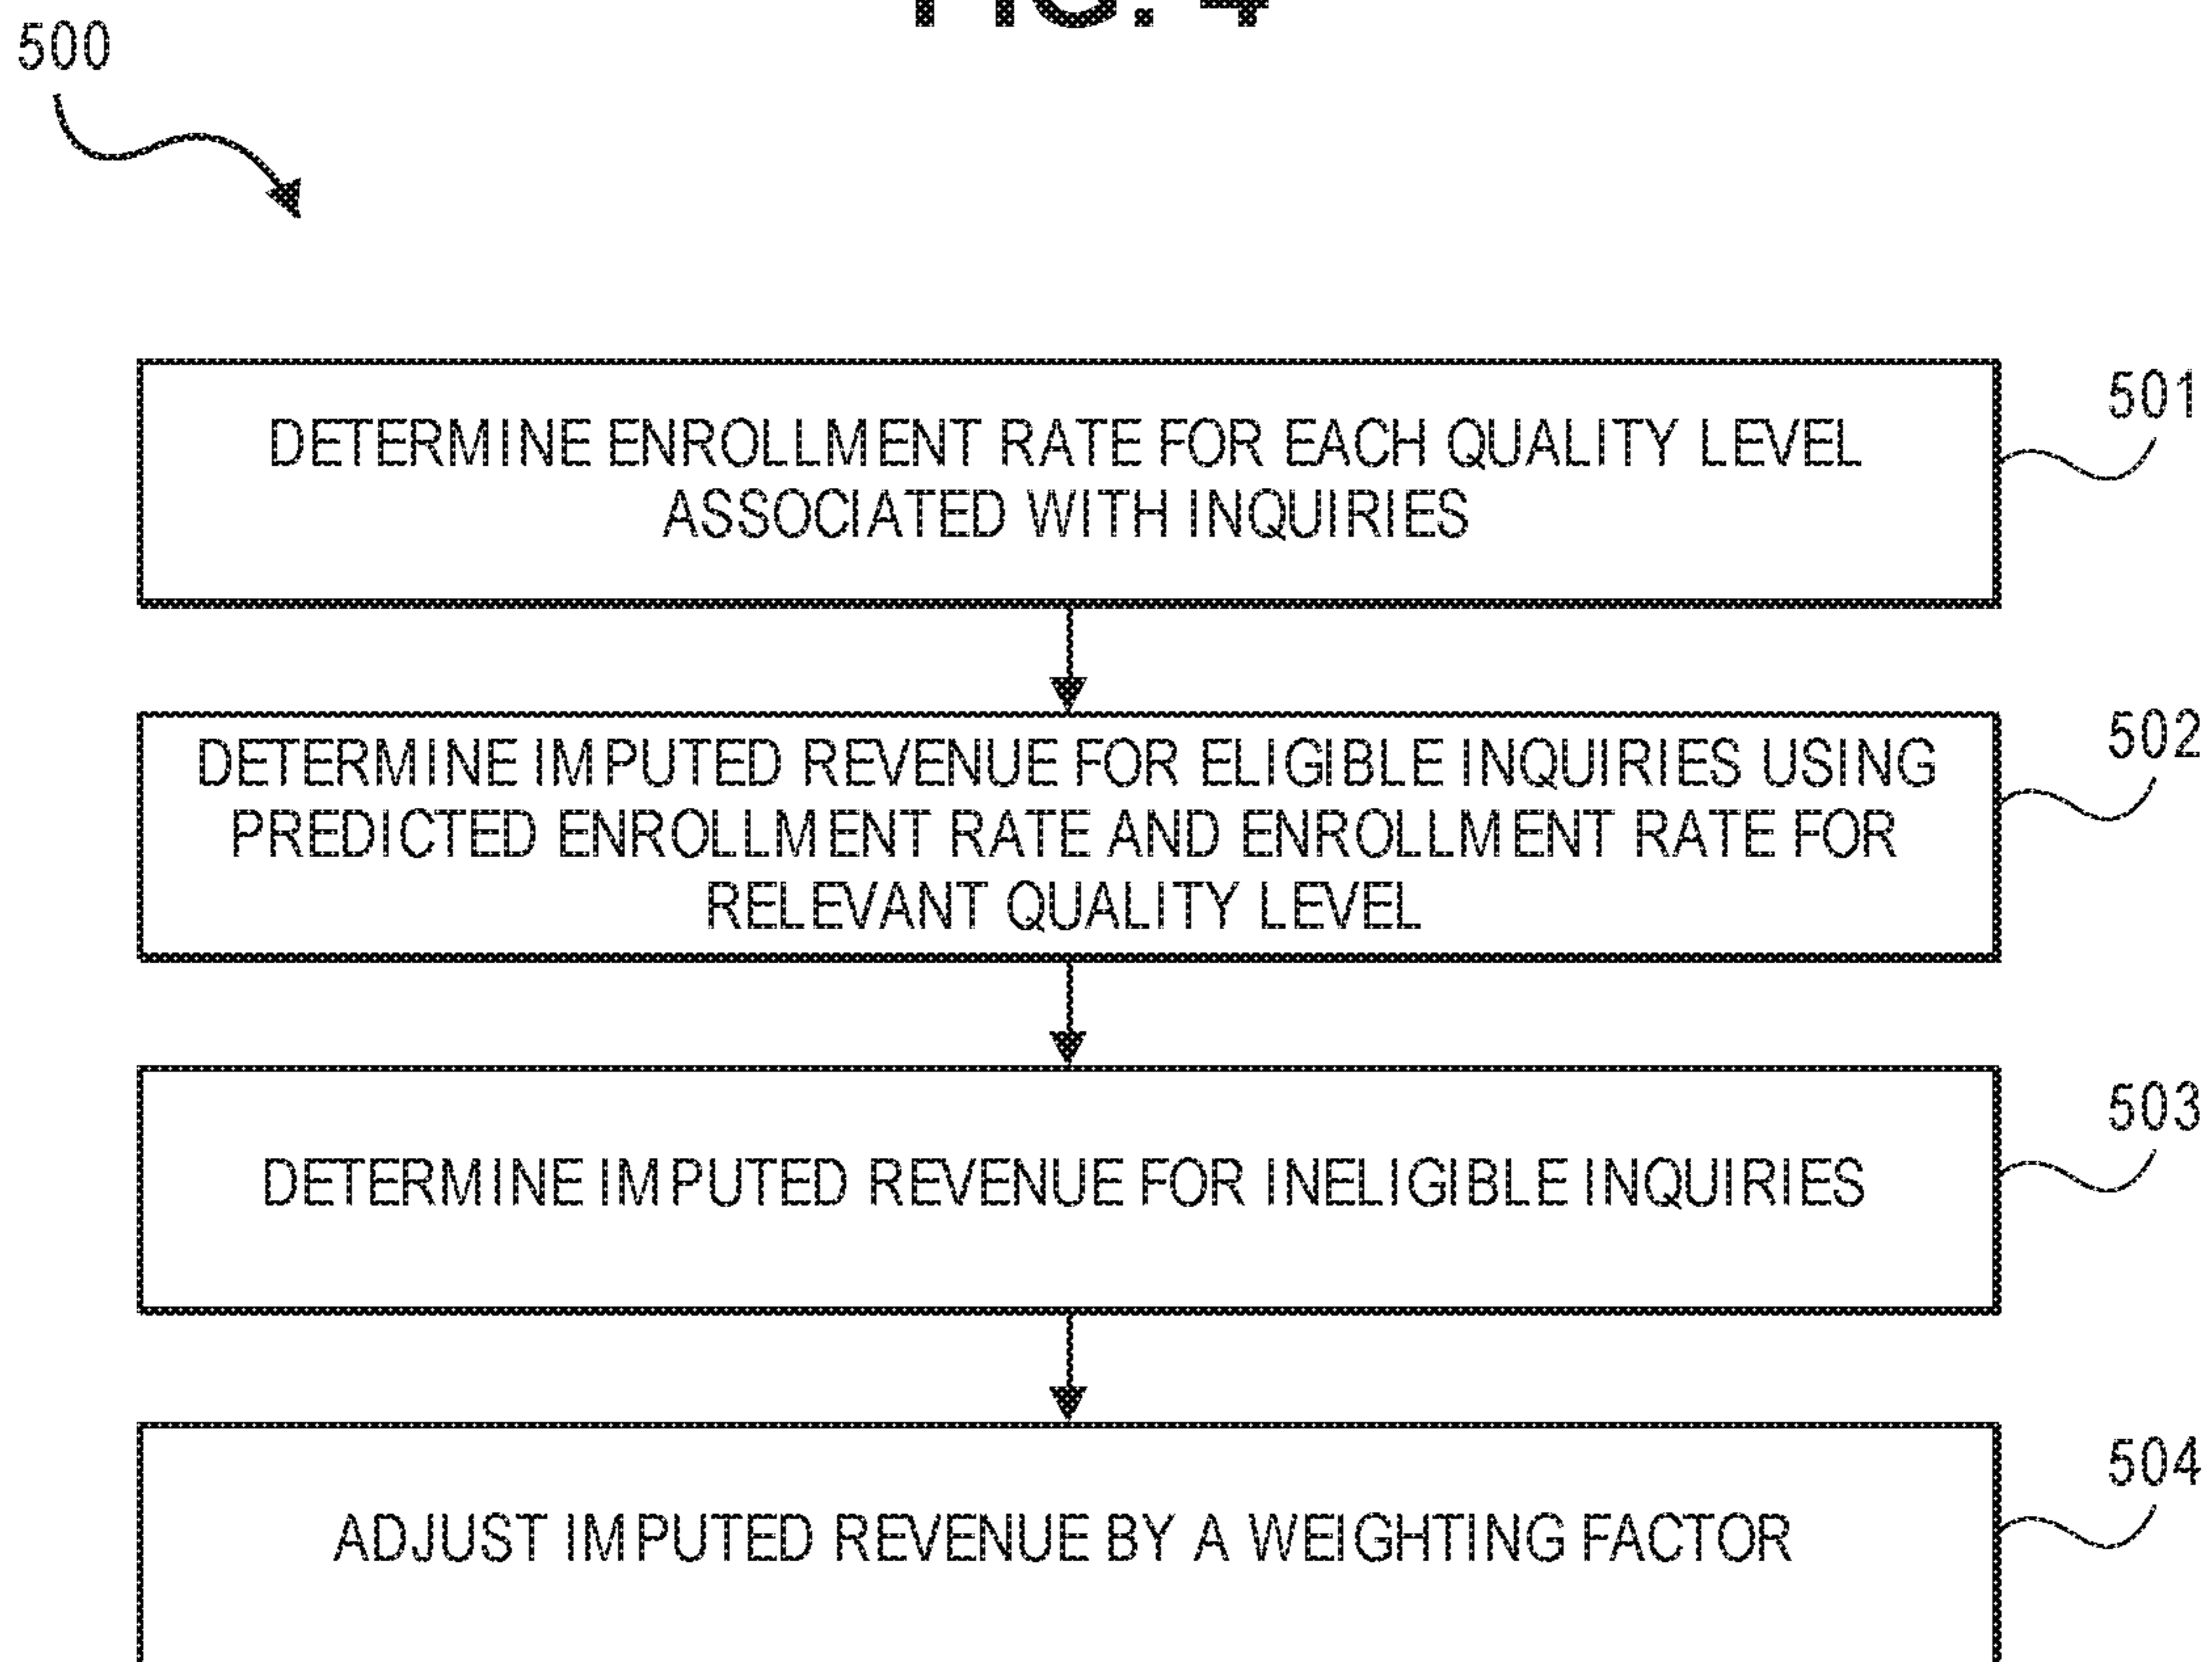 FIG. 4
500
501
DETERMINE ENROLLMENT RATE FOR EACH QUALITY LEVEL
ASSOCIATED WITH INQUIRIES
502
DETERMINE IMPUTED REVENUE FOR ELIGIBLE INQUIRIES USING
PREDICTED ENROLLMENT RATE AND ENROLLMENT RATE FOR
RELEVANT QUALITY LEVEL
503
DETERMINE IMPUTED REVENUE FOR INELIGIBLE INQUIRIES
504
ADJUST IMPUTED REVENUE BY A WEIGHTING FACTOR